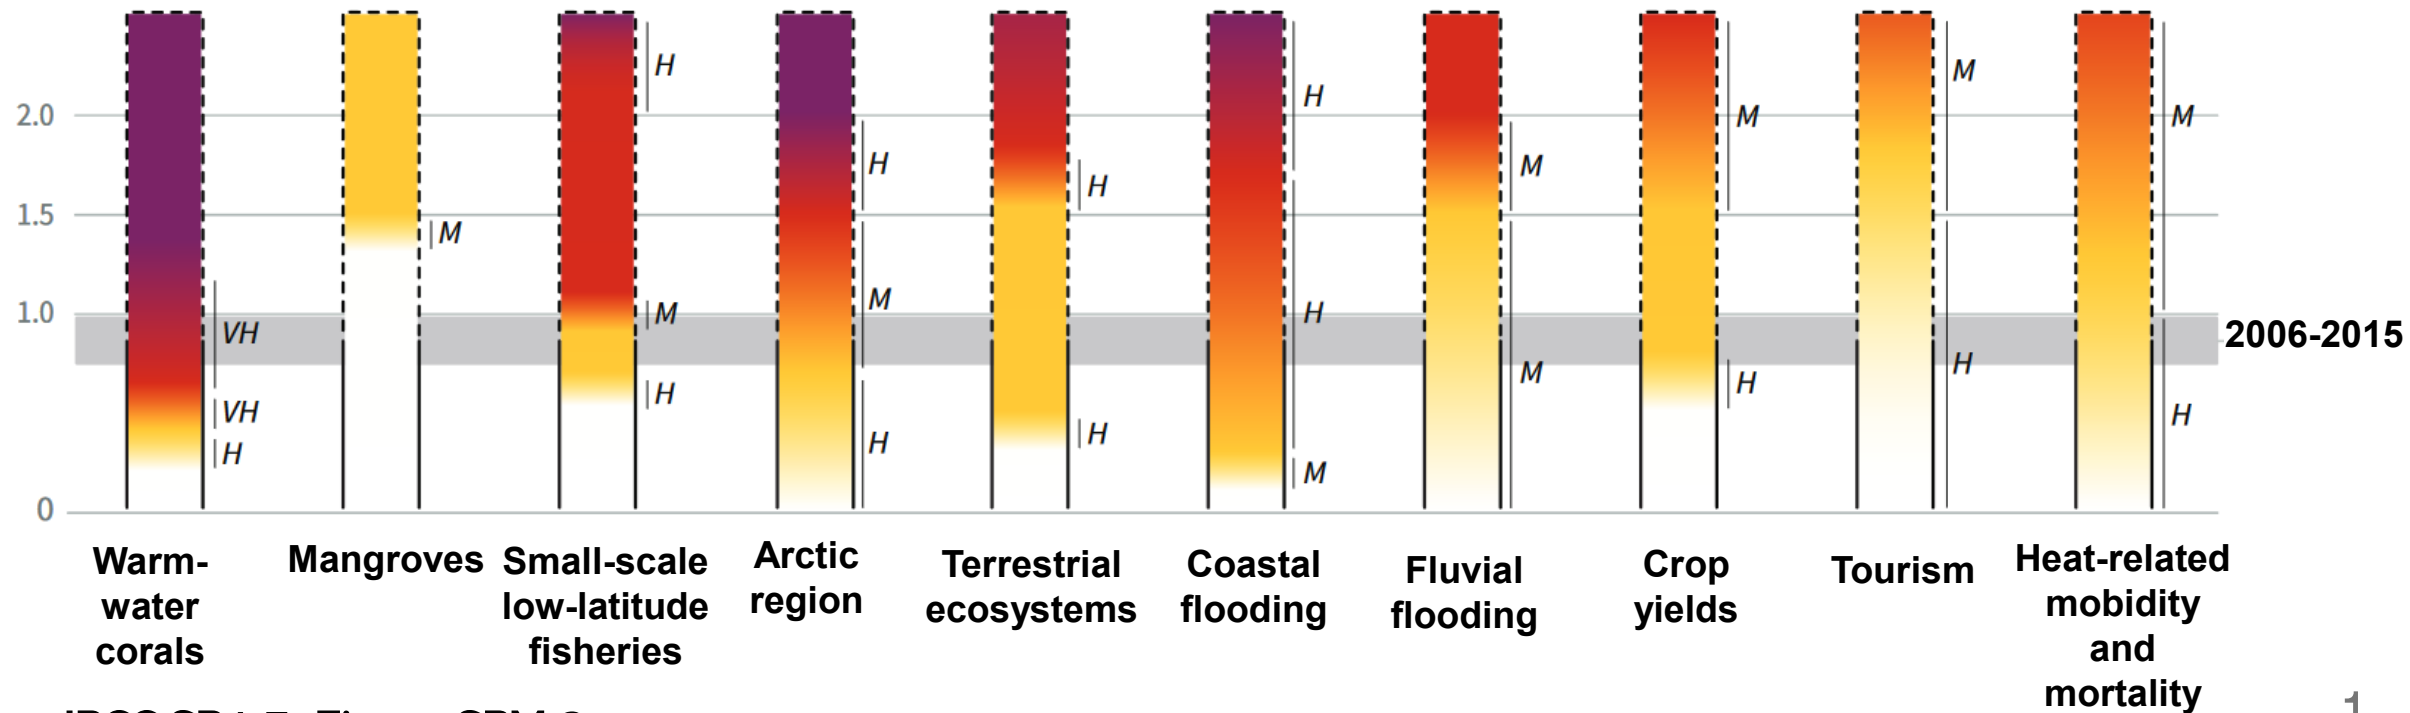 H
2.0
H
M
H
M
M
H
M
H
1.5
M
M
1.0
M
M
H
VH
2006-2015
M
H
H
H
VH
H
H
H
H
M
0
Warm-
water
corals
Mangroves
Small-scale
low-latitude
fisheries
Arctic
region
Terrestrial
ecosystems
Coastal
flooding
Fluvial
flooding
Crop
yields
Tourism
Heat-related
mobidity
and
mortality